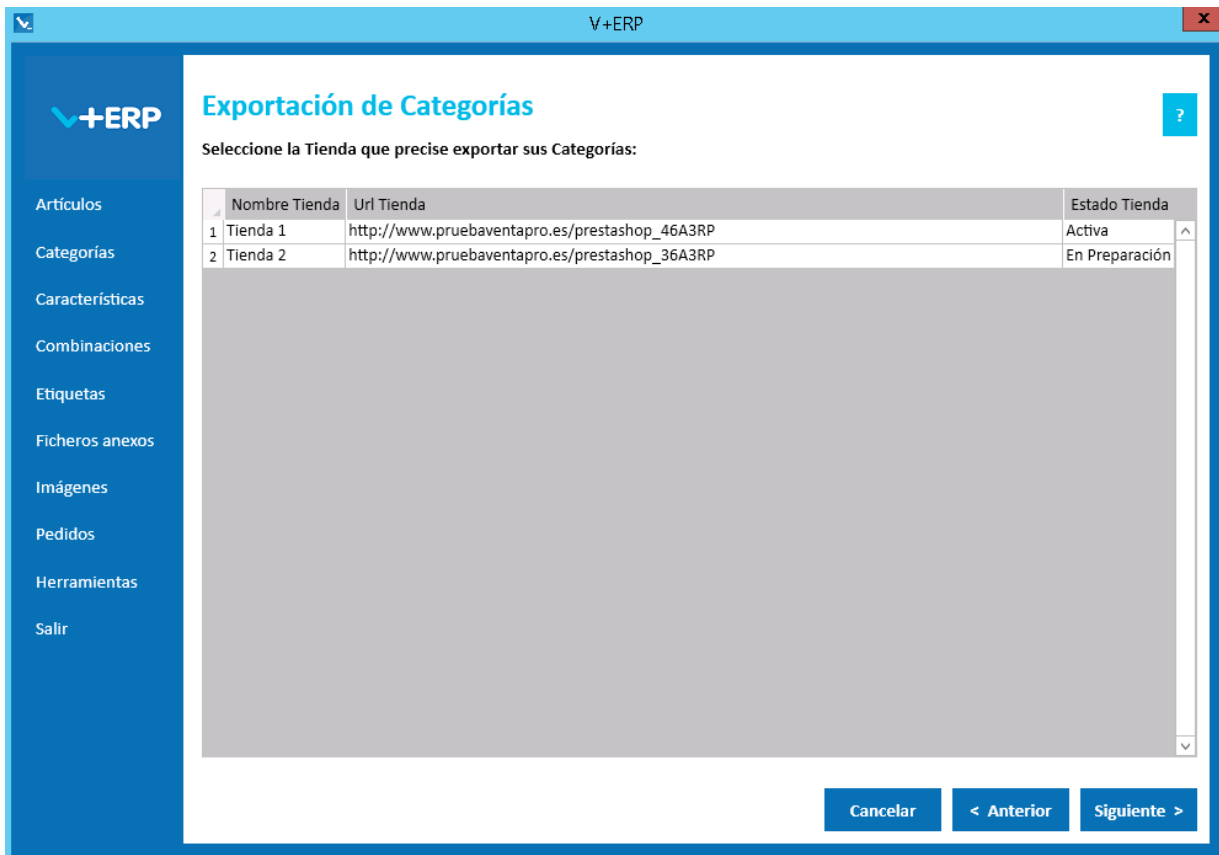 V+ERP
X
V+ERP
Exportación de Categorías
?
Seleccione la Tienda que precise exportar sus Categorías:
Artículos
Categorías
Características
Combinaciones
Etiquetas
Ficheros anexos
Imágenes
Pedidos
Herramientas
Salir
Nombre Tienda Url Tienda Estado Tienda
1 Tienda 1 http://www.pruebaventapro.es/prestashop_46A3RP Activa
2 Tienda 2 http://www.pruebaventapro.es/prestashop_36A3RP En Preparación
Cancelar < Anterior Siguiente >